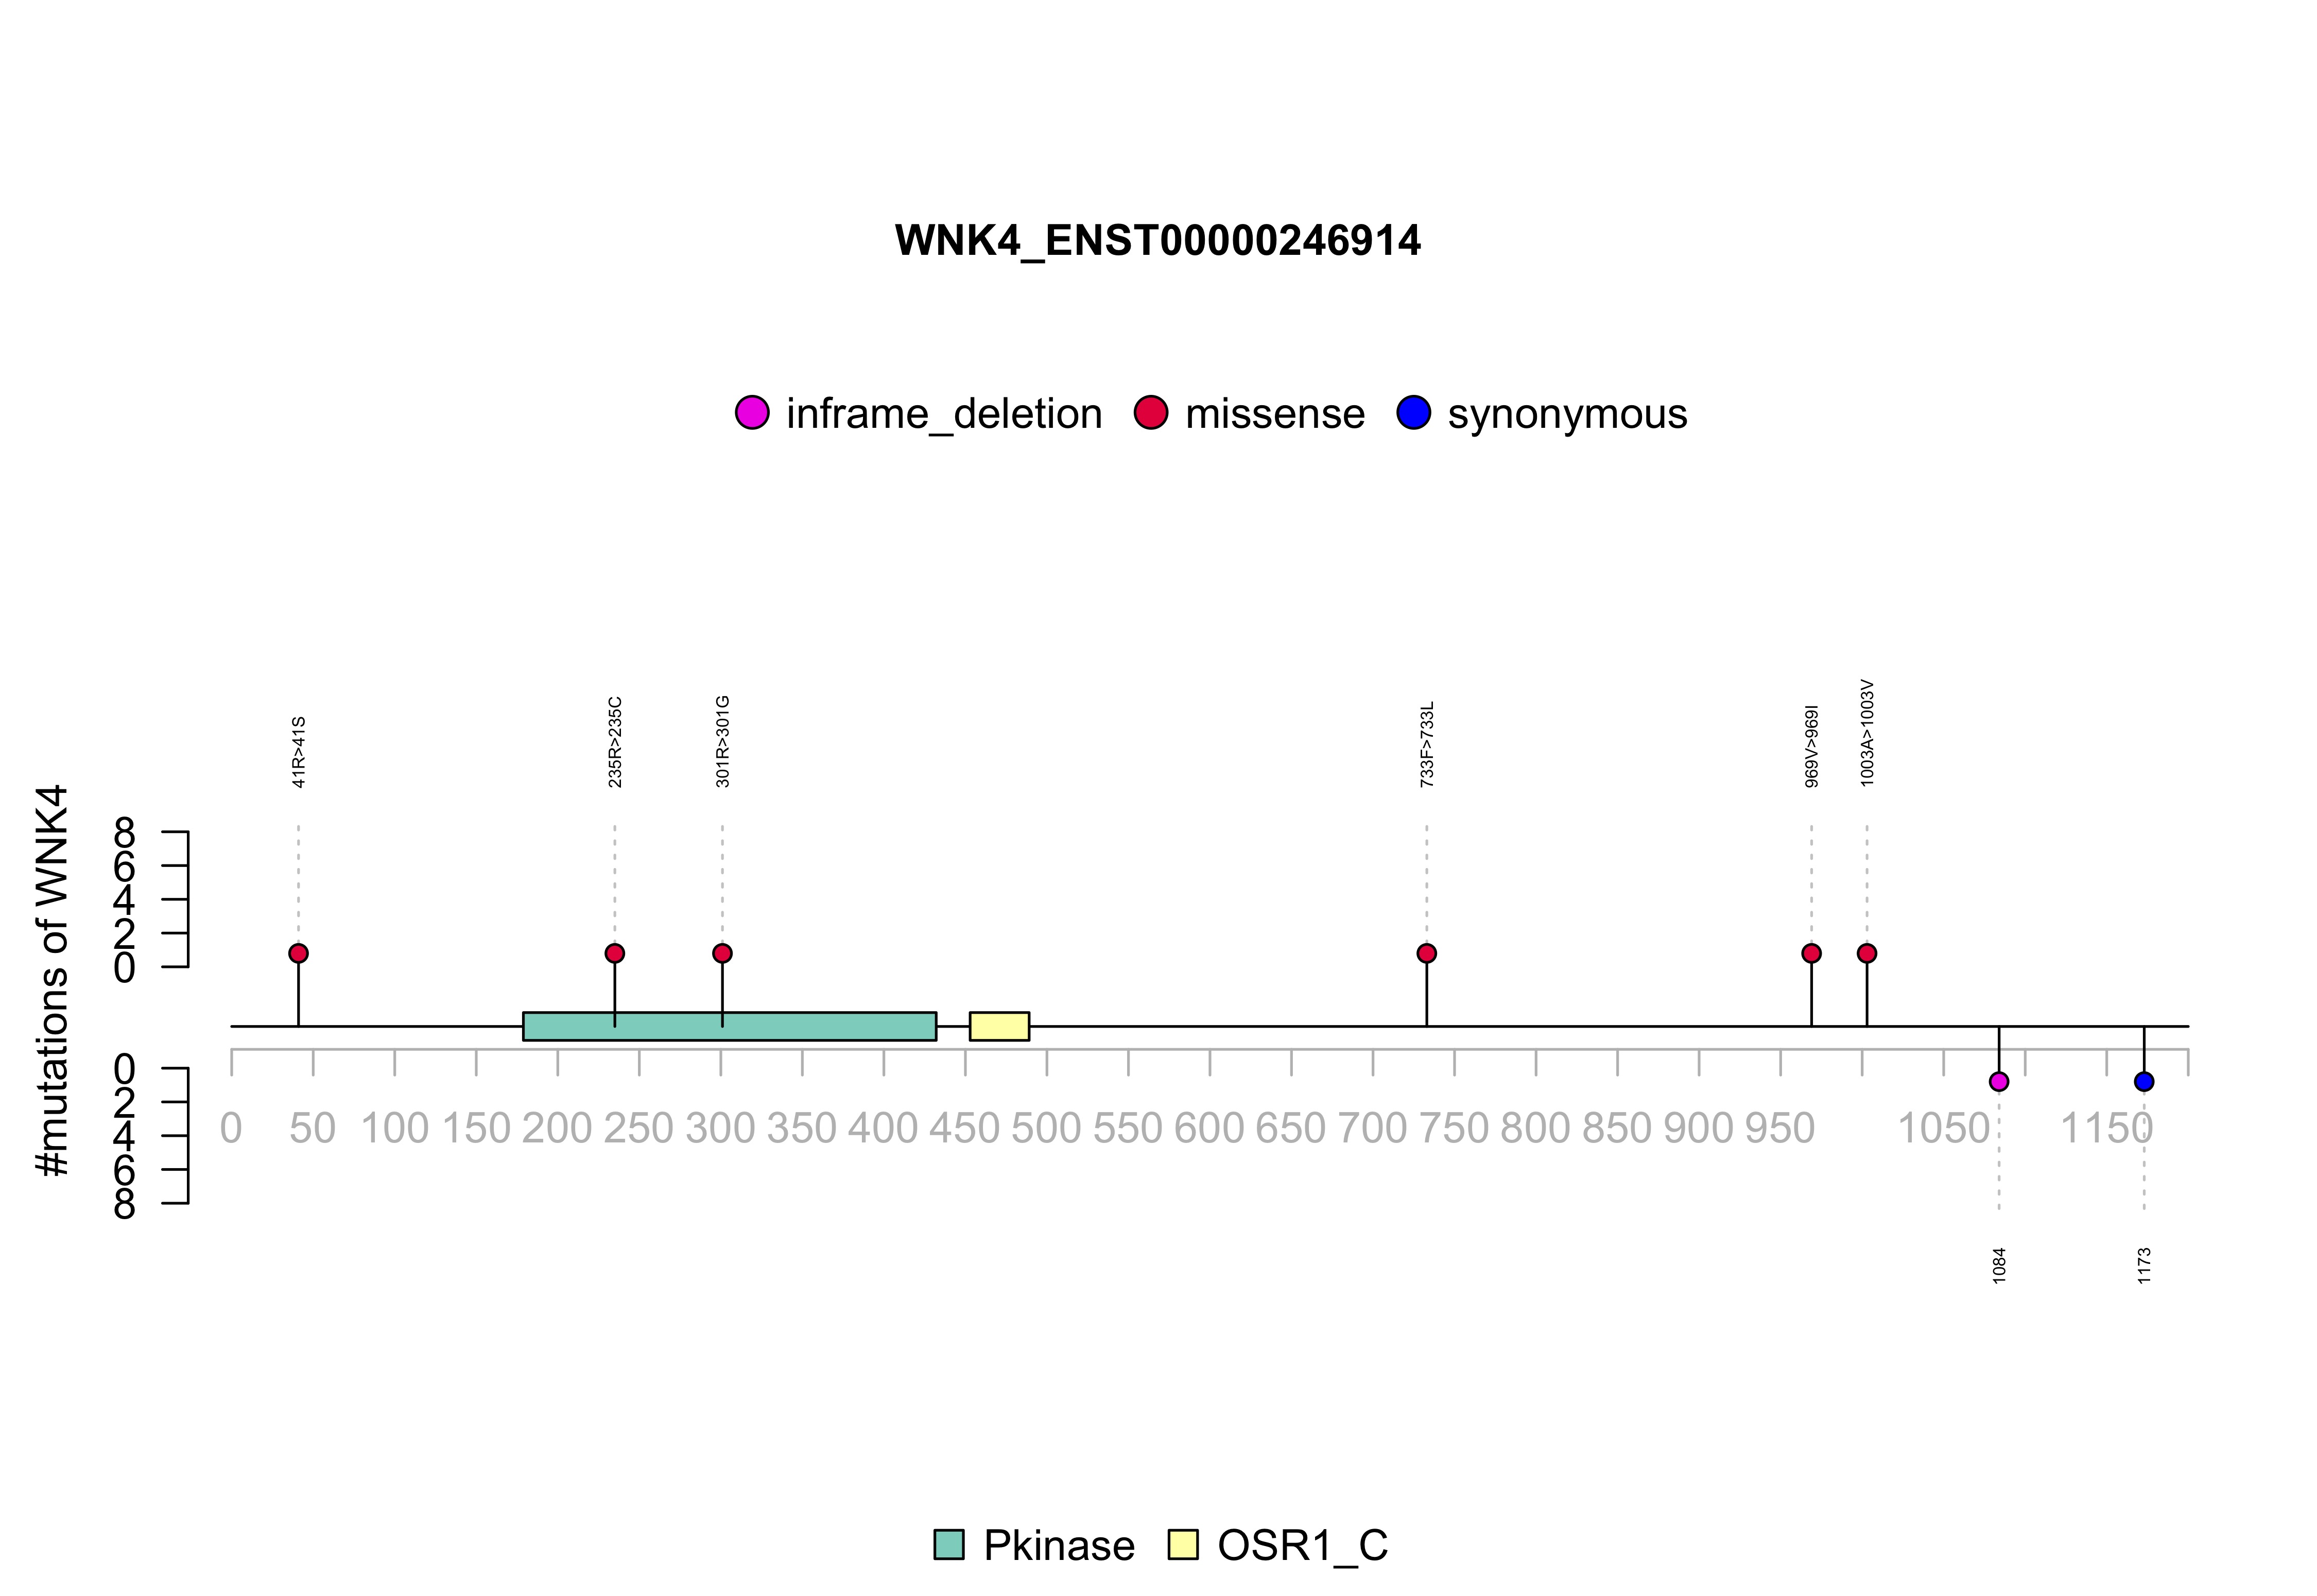 WNK4_ENST00000246914
inframe_deletion missense synonymous
41R>41S 235R>235C 301R>301G 733F>733L 969V>969I 1003A>1003V
#mutations of WNK4
8
6
4
2
0
0
2
4
6
8
0 50 100 150 200 250 300 350 400 450 500 550 600 650 700 750 800 850 900 950 1050 1150
1084 1173
Pkinase OSR1_C